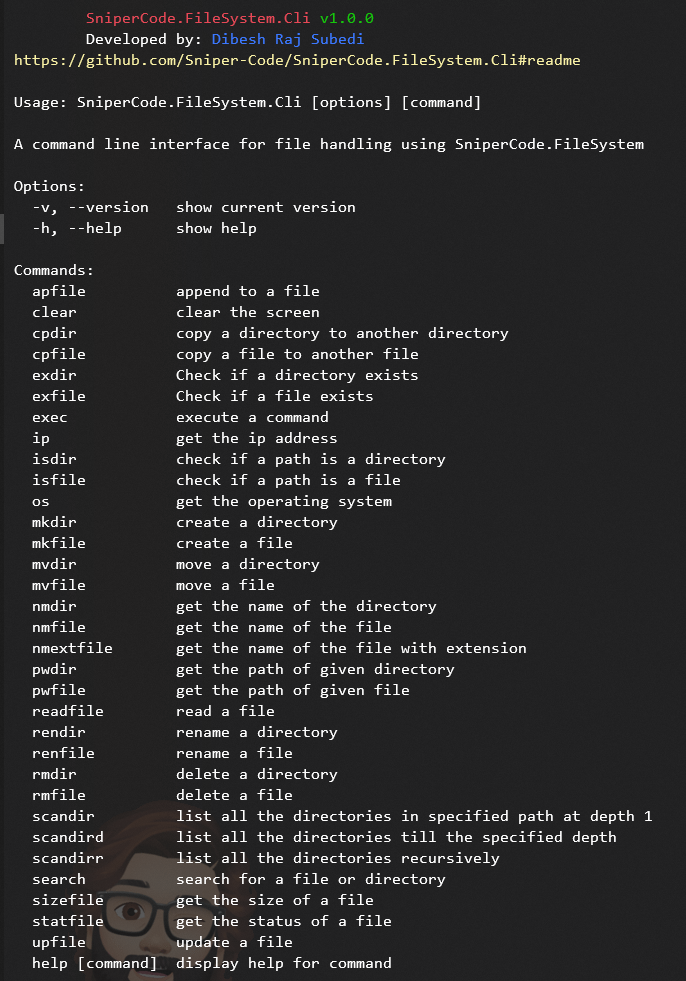 SniperCode.FileSystem.Cli v1.0.0
Developed by: Dibesh Raj Subedi
https://github.com/Sniper-Code/SniperCode.FileSystem.Cli#readme
Usage: SniperCode.FileSystem.Cli [options] [command]
A command line interface for file handling using SniperCode.FileSystem
Options:
-v, --version   show current version
-h, --help      show help
Commands:
apfile          append to a file
clear           clear the screen
cpdir           copy a directory to another directory
cpfile          copy a file to another file
exdir           Check if a directory exists
exfile          Check if a file exists
exec            execute a command
ip              get the ip address
isdir           check if a path is a directory
isfile          check if a path is a file
os              get the operating system
mkdir           create a directory
mkfile          create a file
mvdir           move a directory
mvfile          move a file
nmdir           get the name of the directory
nmfile          get the name of the file
nmextfile       get the name of the file with extension
pwdir           get the path of given directory
pwfile          get the path of given file
readfile        read a file
rendir          rename a directory
renfile         rename a file
rmdir           delete a directory
rmfile          delete a file
scandir         list all the directories in specified path at depth 1
scandird        list all the directories till the specified depth
scandirr        list all the directories recursively
search          search for a file or directory
sizefile        get the size of a file
statfile        get the status of a file
upfile          update a file
help [command]  display help for command